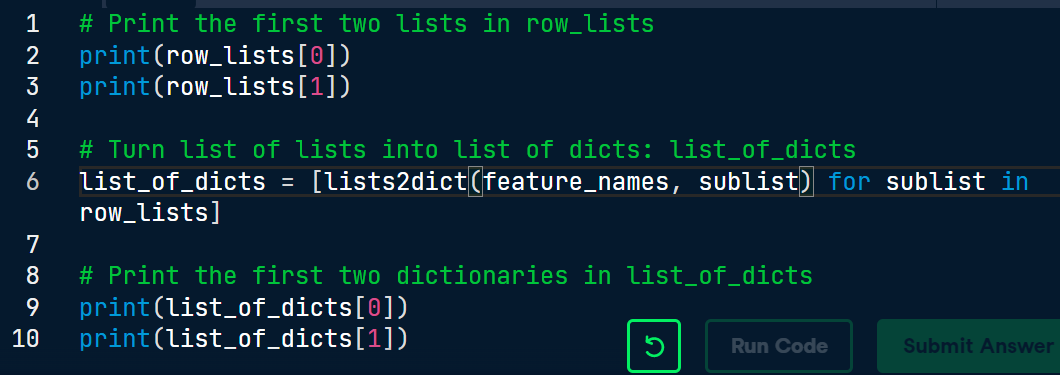 1 # Print the first two lists in row_lists
2 print(row_lists[0])
3 print(row_lists[1])
4
5 # Turn list of lists into list of dicts: list_of_dicts
6 list_of_dicts = [lists2dict(feature_names, sublist) for sublist in
row_lists]
7
8 # Print the first two dictionaries in list_of_dicts
9 print(list_of_dicts[0])
10 print(list_of_dicts[1])
Run Code Submit Answer